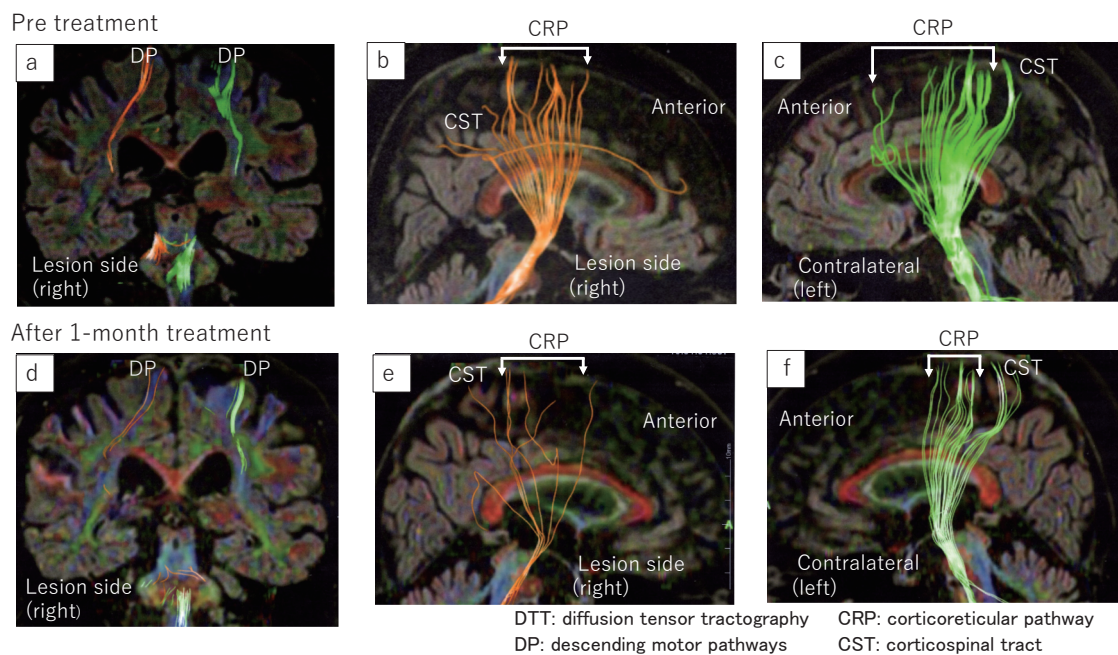 Pre treatment
a
DP
DP
Lesion side
(right)
b
CRP
CST
Anterior
Lesion side
(right)
c
CRP
CST
Anterior
Contralateral
(left)
After 1-month treatment
d
DP
DP
Lesion side
(right)
e
CRP
CST
Anterior
Lesion side
(right)
f
CRP
CST
Anterior
Contralateral
(left)
DTT: diffusion tensor tractography
CRP: corticoreticular pathway
DP: descending motor pathways
CST: corticospinal tract